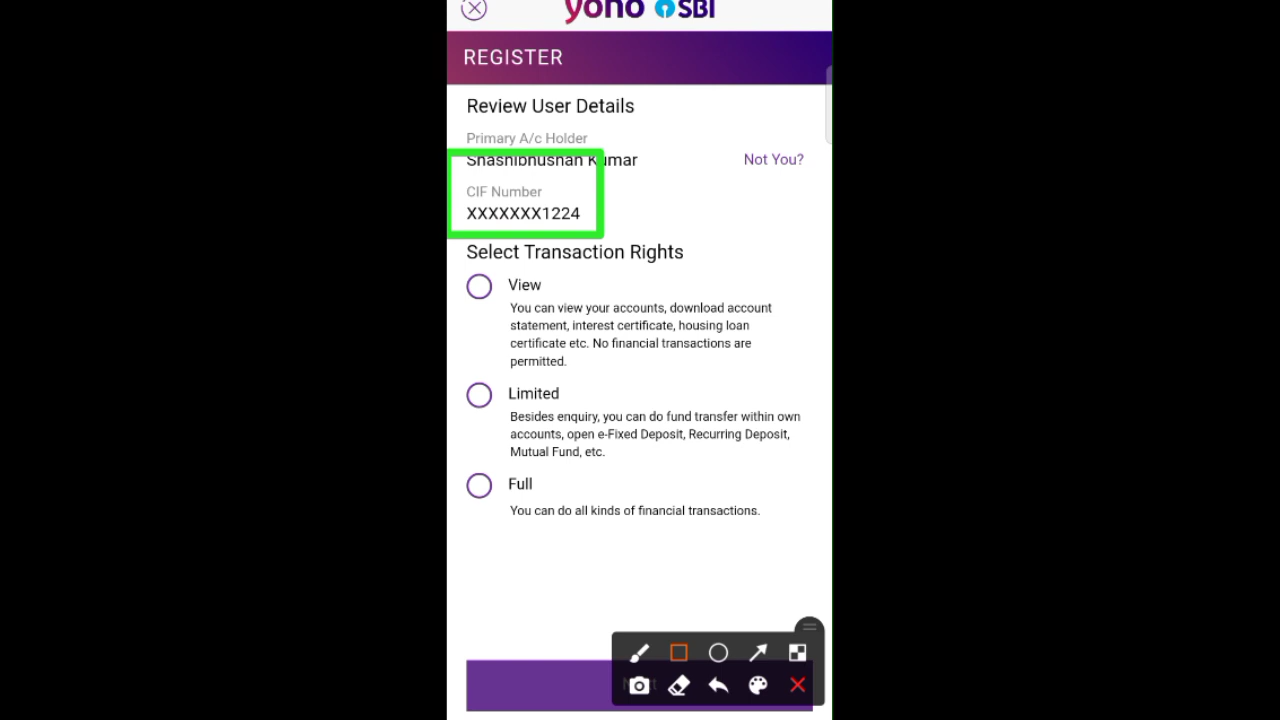 yono SBI
REGISTER
Review User Details
Primary A/c Holder
Shashibhushan Kumar
Not You?
CIF Number
XXXXXXX1224
Select Transaction Rights
View
You can view your accounts, download account
statement, interest certificate, housing loan
certificate etc. No financial transactions are
permitted.
Limited
Besides enquiry, you can do fund transfer within own
accounts, open e-Fixed Deposit, Recurring Deposit,
Mutual Fund, etc.
Full
You can do all kinds of financial transactions.